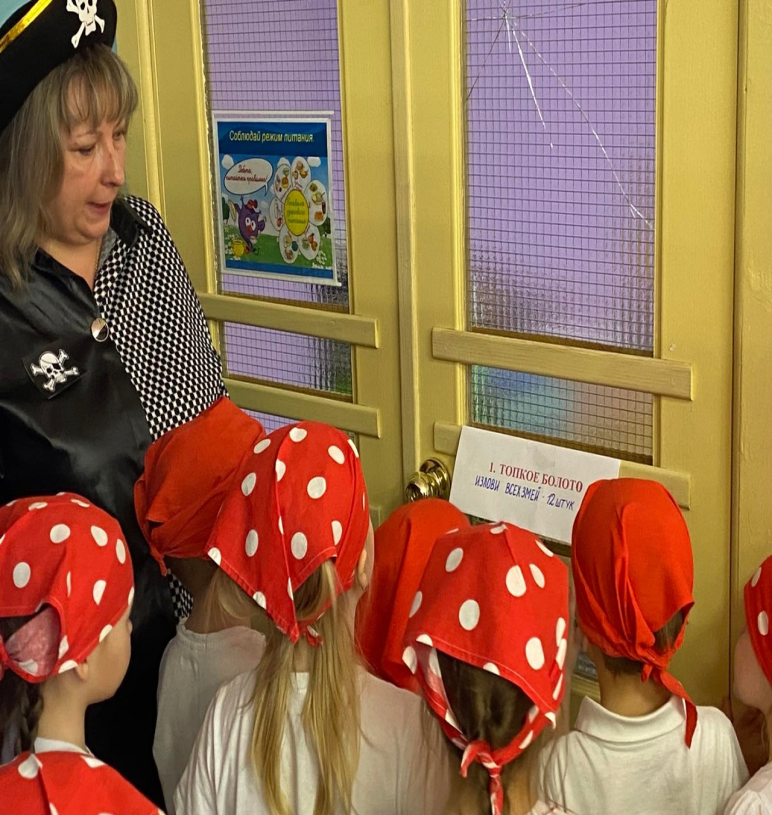 Соблюдай режим питания
1. ТОПКОЕ БОЛОТО
ИЗЛОВИ ВСЕХ ЗМЕЙ - 12 ШТУК